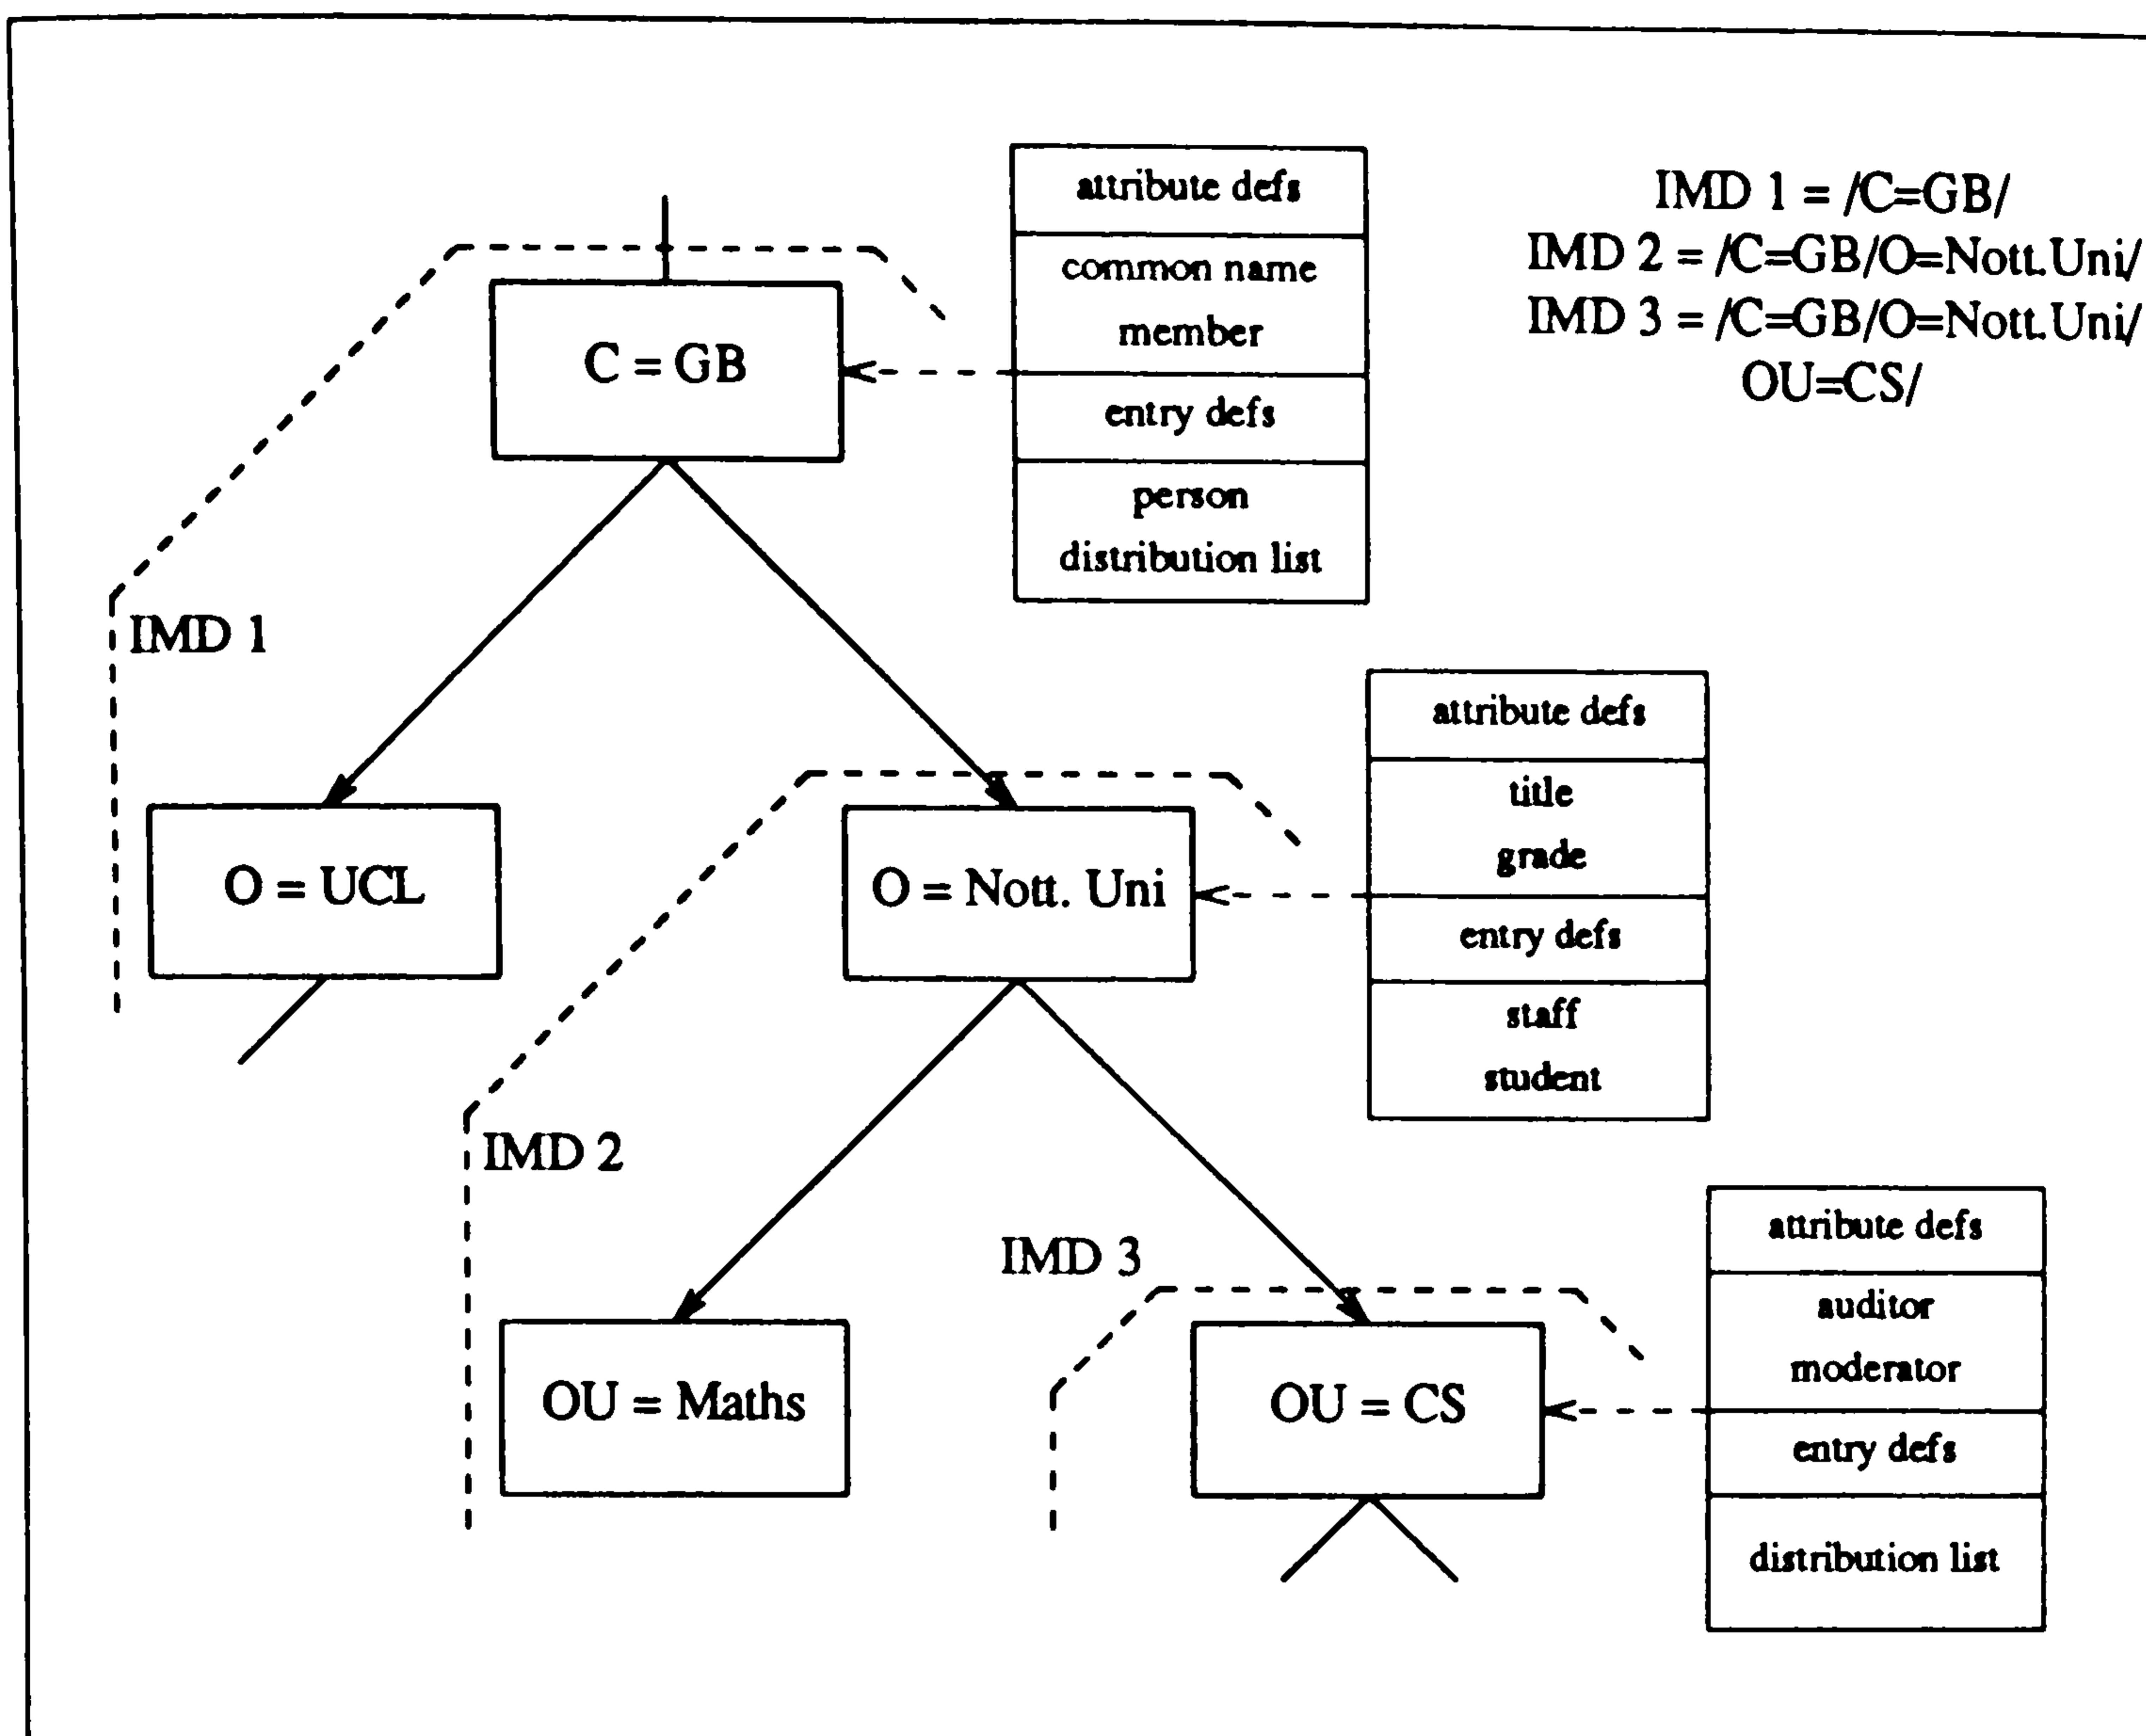 attribute defs
common name
member
entry defs
person
distribution list
IMD 1 = /C=GB/
IMD 2 = /C=GB/O=Nott.Uni/
IMD 3 = /C=GB/O=Nott.Uni/
OU=CS/
C = GB
IMD 1
O = UCL
O = Nott. Uni
attribute defs
title
grade
entry defs
staff
student
IMD 2
IMD 3
OU = Maths
OU = CS
attribute defs
auditor
moderator
entry defs
distribution list